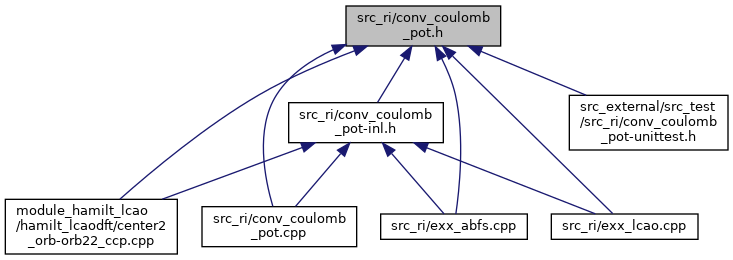 src_ri/conv_coulomb
_pot.h
src_ri/conv_coulomb
_pot-inl.h
src_external/src_test
/src_ri/conv_coulomb
_pot-unittest.h
module_hamilt_lcao
/hamilt_lcaodft/center2
_orb-orb22_ccp.cpp
src_ri/conv_coulomb
_pot.cpp
src_ri/exx_abfs.cpp
src_ri/exx_lcao.cpp